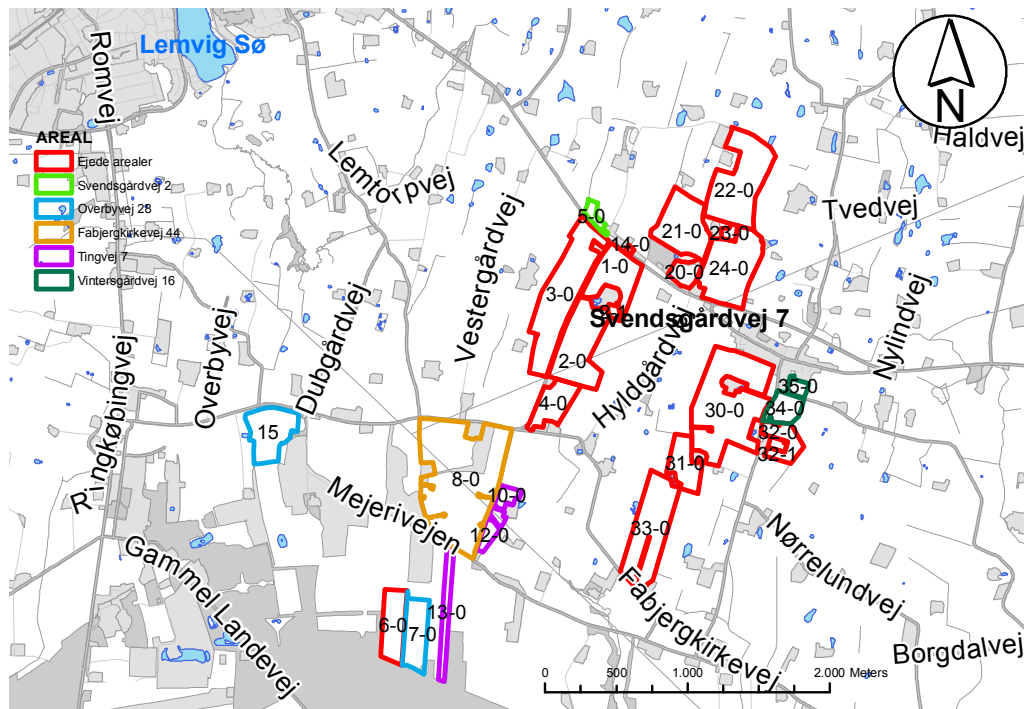 Lemvig Sø
Romvej
N
Haldvej
AREAL
Ejede arealer
Svendsgårdvej 2
Overbyvej 28
Fabjergkirkevej 44
Tingvej 7
Vintersgårdvej 16
Lemtorpvej
Vestergårdvej
Tvedvej
22-0
5-0
21-0
23-0
14-0
1-0
20-0
24-0
3-0
Svendsgårdvej 7
Nylindvej
Overbyvej
Dubgårdvej
Hyldgårdvej
2-0
4-0
35-0
30-0
34-0
Ringkøbingvej
15
32-0
32-1
8-0
31-0
10-0
12-0
Mejerivejen
33-0
Nørrelundvej
Gammel Landevej
13-0
6-0
7-0
Fabjergkirkevej
Borgdalvej
0 500 1.000 2.000 Meters